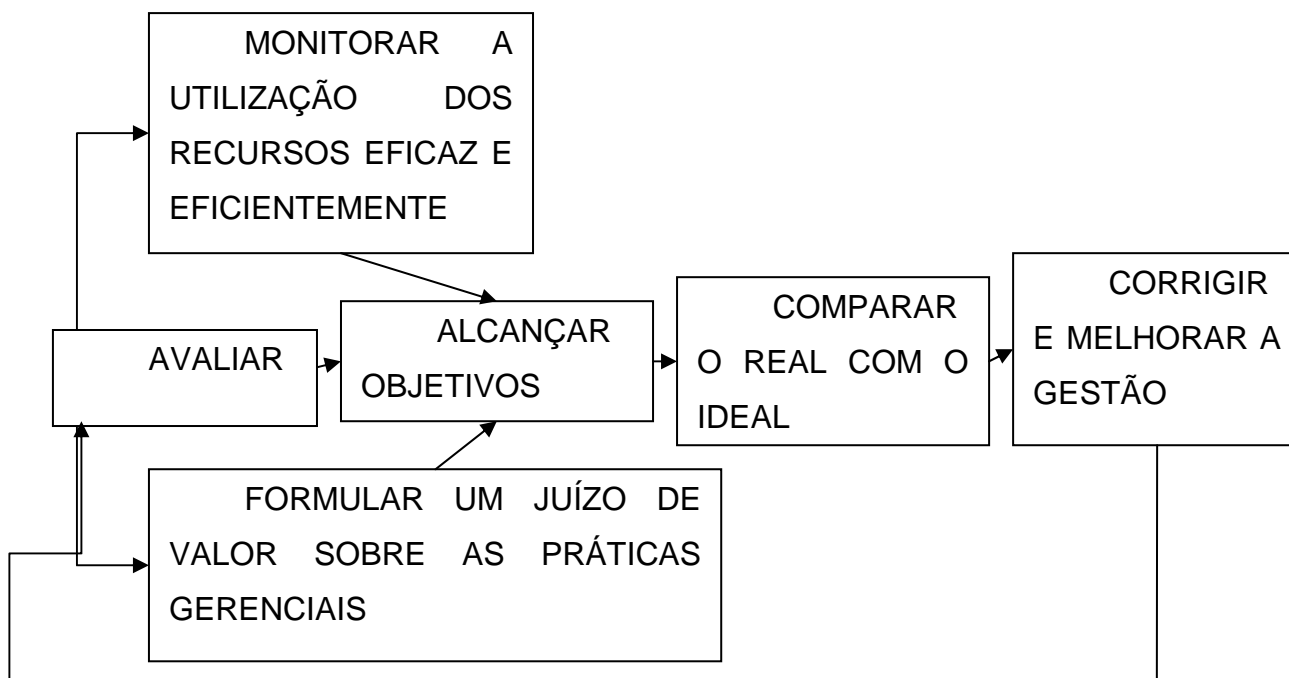 MONITORAR A
UTILIZAÇÃO DOS
RECURSOS EFICAZ E
EFICIENTEMENTE
AVALIAR
ALCANÇAR
OBJETIVOS
COMPARAR
O REAL COM O
IDEAL
CORRIGIR
E MELHORAR A
GESTÃO
FORMULAR UM JUÍZO DE
VALOR SOBRE AS PRÁTICAS
GERENCIAIS